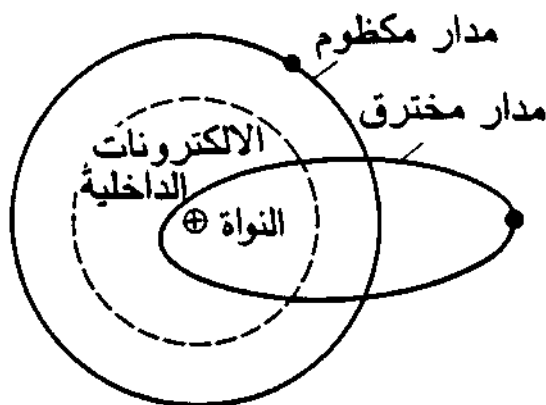 مدار مكظوم
مدار مخترق
الالكترونات
الداخلية
النواة